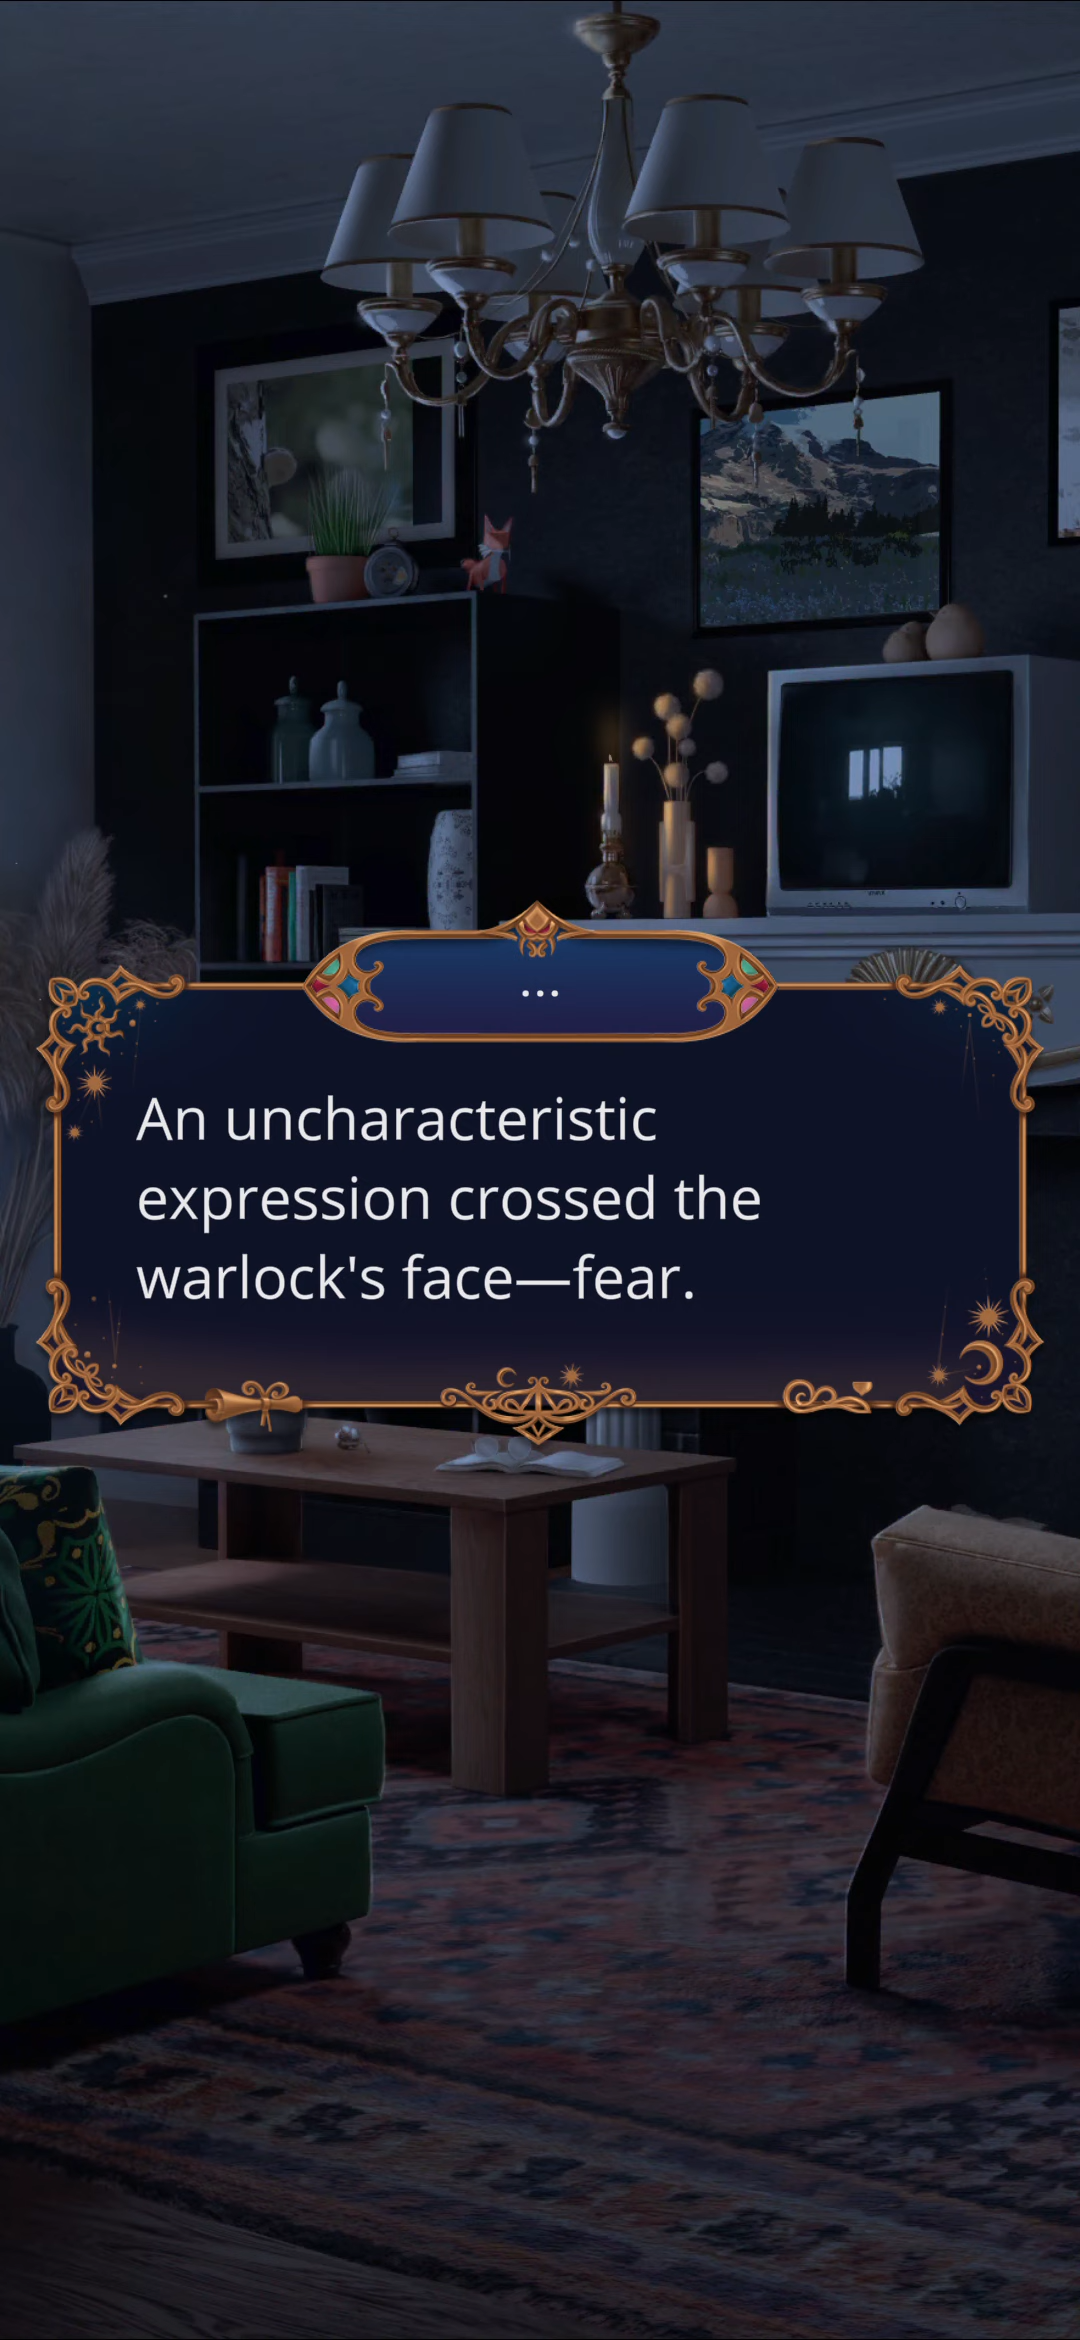 ...
An uncharacteristic
expression crossed the
warlock's face—fear.